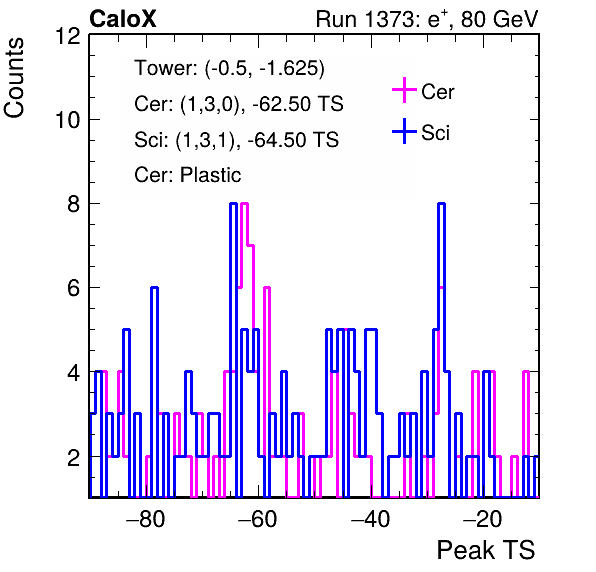 CaloX Run 1373: e⁺, 80 GeV
Counts
12
10
8
6
4
2
Tower: (-0.5, -1.625)
Cer: (1,3,0), -62.50 TS
Sci: (1,3,1), -64.50 TS
Cer: Plastic
Cer
Sci
−80 −60 −40 −20
Peak TS